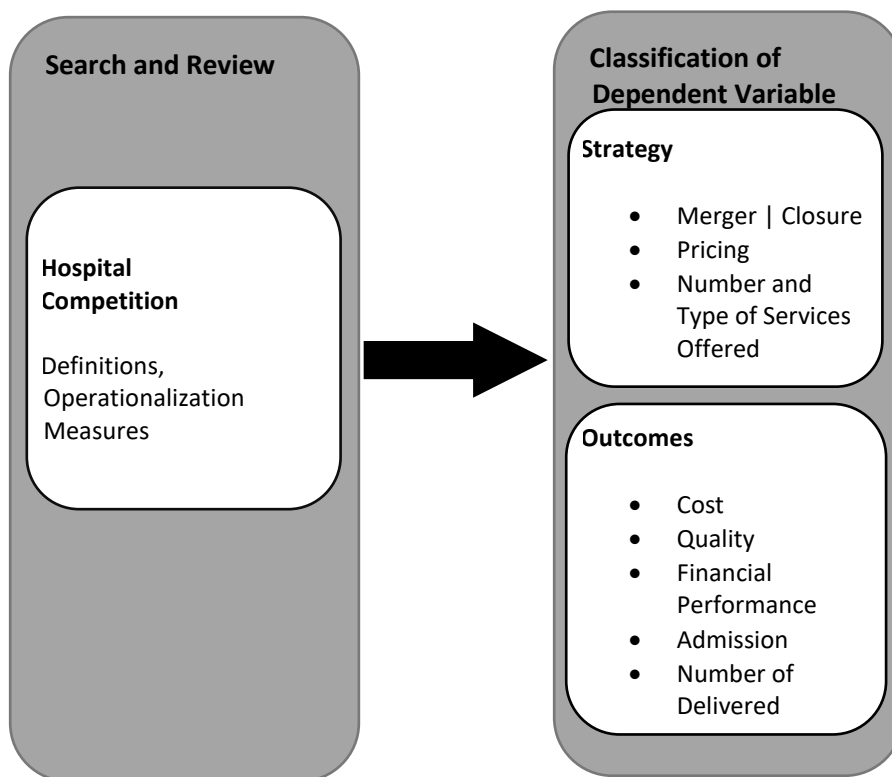 Search and Review
Hospital
Competition
Definitions,
Operationalization
Measures
Classification of
Dependent Variable
Strategy
• Merger | Closure
• Pricing
• Number and
Type of Services
Offered
Outcomes
• Cost
• Quality
• Financial
Performance
• Admission
• Number of
Delivered